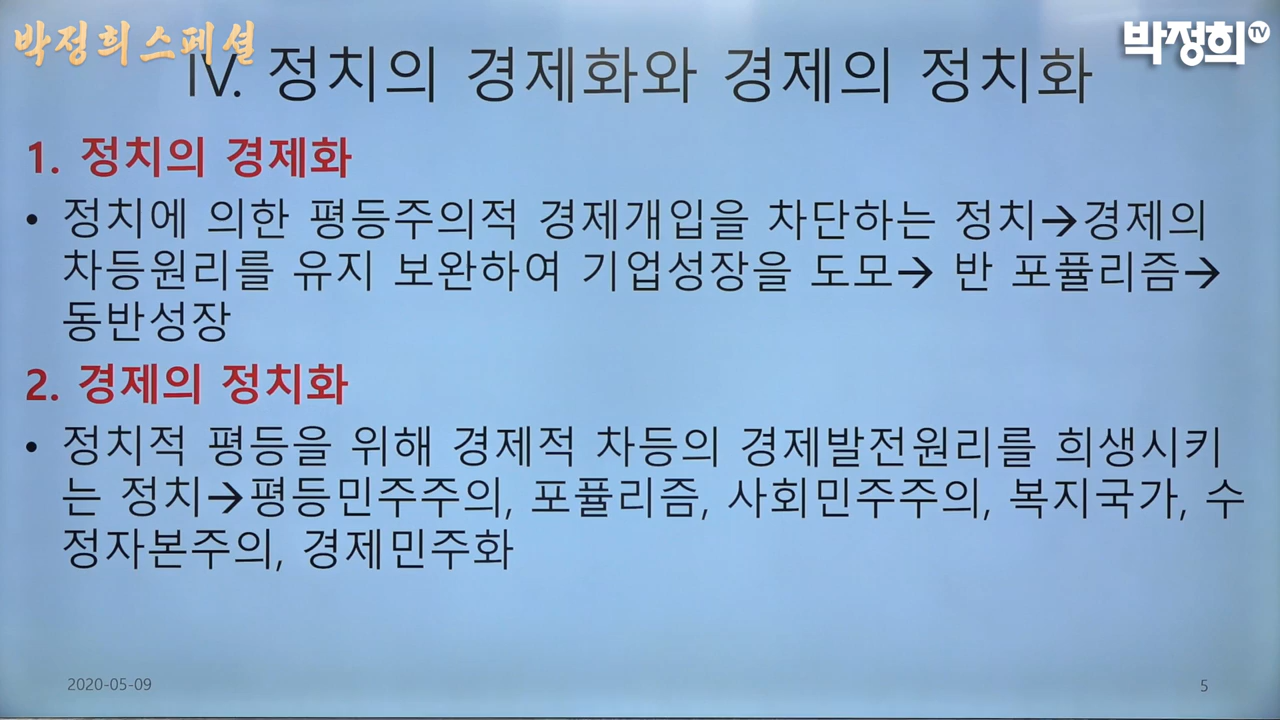 박정희스페셜
박정희TV
Ⅳ. 정치의 경제화와 경제의 정치화
1. 정치의 경제화
• 정치에 의한 평등주의적 경제개입을 차단하는 정치→경제의
차등원리를 유지 보완하여 기업성장을 도모→ 반 포퓰리즘→
동반성장
2. 경제의 정치화
• 정치적 평등을 위해 경제적 차등의 경제발전원리를 희생시키
는 정치→평등민주주의, 포퓰리즘, 사회민주주의, 복지국가, 수
정자본주의, 경제민주화
2020-05-09
5